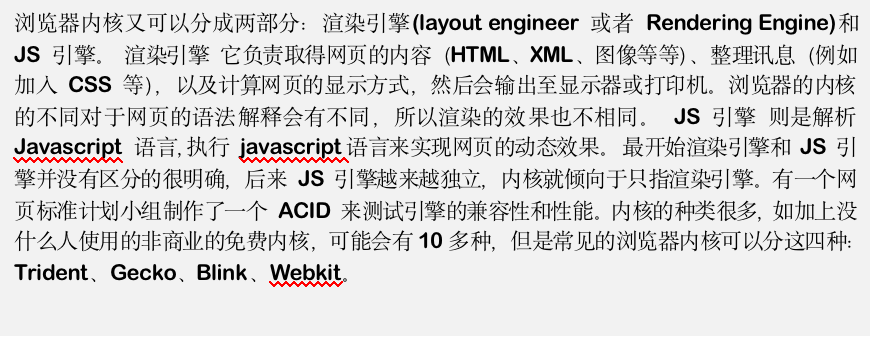 浏览器内核又可以分成两部分：渲染引擎(layout engineer 或者 Rendering Engine)和
JS 引擎。 渲染引擎 它负责取得网页的内容（HTML、XML、图像等等）、整理讯息（例如
加入 CSS 等），以及计算网页的显示方式，然后会输出至显示器或打印机。浏览器的内核
的不同对于网页的语法解释会有不同，所以渲染的效果也不相同。 JS 引擎 则是解析
Javascript 语言,执行 javascript 语言来实现网页的动态效果。 最开始渲染引擎和 JS 引
擎并没有区分的很明确，后来 JS 引擎越来越独立，内核就倾向于只指渲染引擎。有一个网
页标准计划小组制作了一个 ACID 来测试引擎的兼容性和性能。内核的种类很多，如加上没
什么人使用的非商业的免费内核，可能会有 10 多种，但是常见的浏览器内核可以分这四种：
Trident、Gecko、Blink、Webkit。